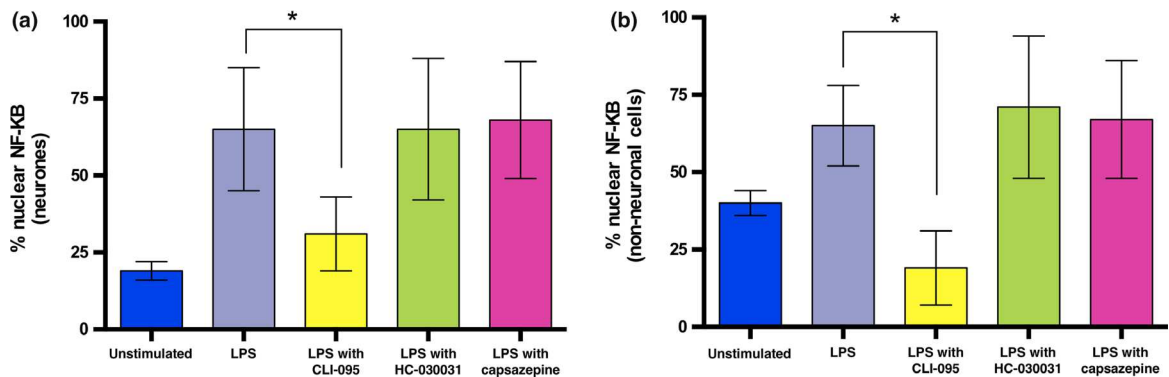 (a)
% nuclear NF-KB
(neurones)
100
75
50
25
0
*
Unstimulated
LPS
LPS with
CLI-095
LPS with
HC-030031
LPS with
capsazepine
(b)
% nuclear NF-KB
(non-neuronal cells)
100
75
50
25
0
*
Unstimulated
LPS
LPS with
CLI-095
LPS with
HC-030031
LPS with
capsazepine